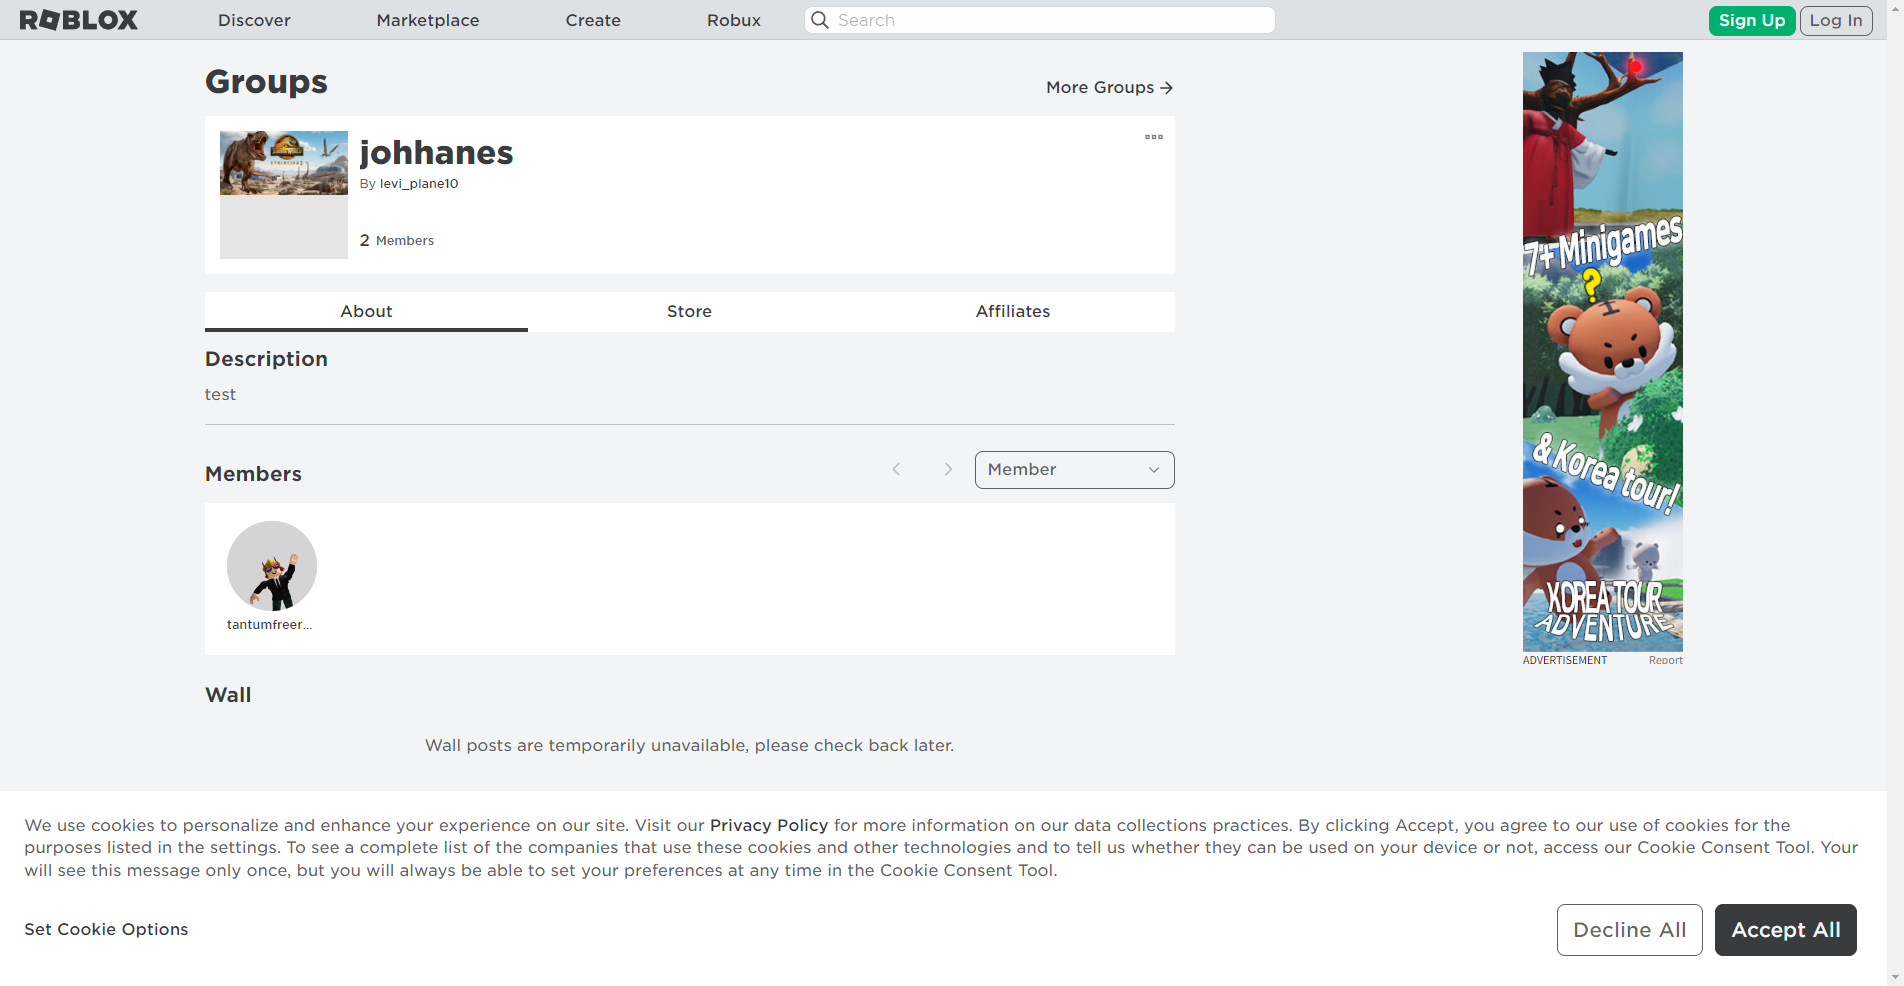 ROBLOX
Discover
Marketplace
Create
Robux
Search
Sign Up
Log In
Groups
More Groups
johhanes
By levi_plane10
2 Members
About
Store
Affiliates
Description
test
Members
Member
tantumfreer...
Wall
Wall posts are temporarily unavailable, please check back later.
7+ Minigames
?
& Korea tour!
KOREA TOUR
ADVENTURE
ADVERTISEMENT
Report
We use cookies to personalize and enhance your experience on our site. Visit our Privacy Policy for more information on our data collections practices. By clicking Accept, you agree to our use of cookies for the
purposes listed in the settings. To see a complete list of the companies that use these cookies and other technologies and to tell us whether they can be used on your device or not, access our Cookie Consent Tool. Your
will see this message only once, but you will always be able to set your preferences at any time in the Cookie Consent Tool.
Set Cookie Options
Decline All
Accept All